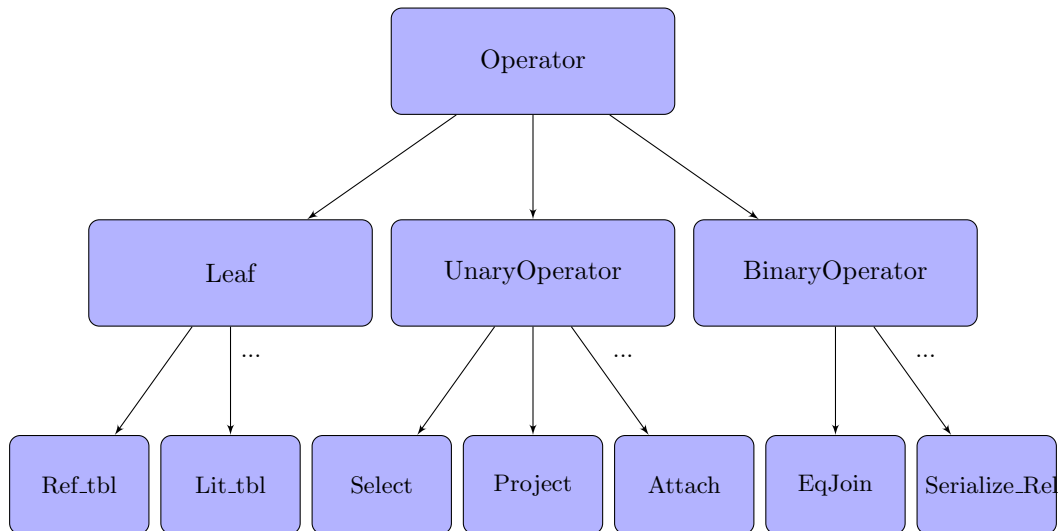 Operator
Leaf
UnaryOperator
BinaryOperator
...
...
...
Ref_tbl
Lit_tbl
Select
Project
Attach
EqJoin
Serialize_Rel